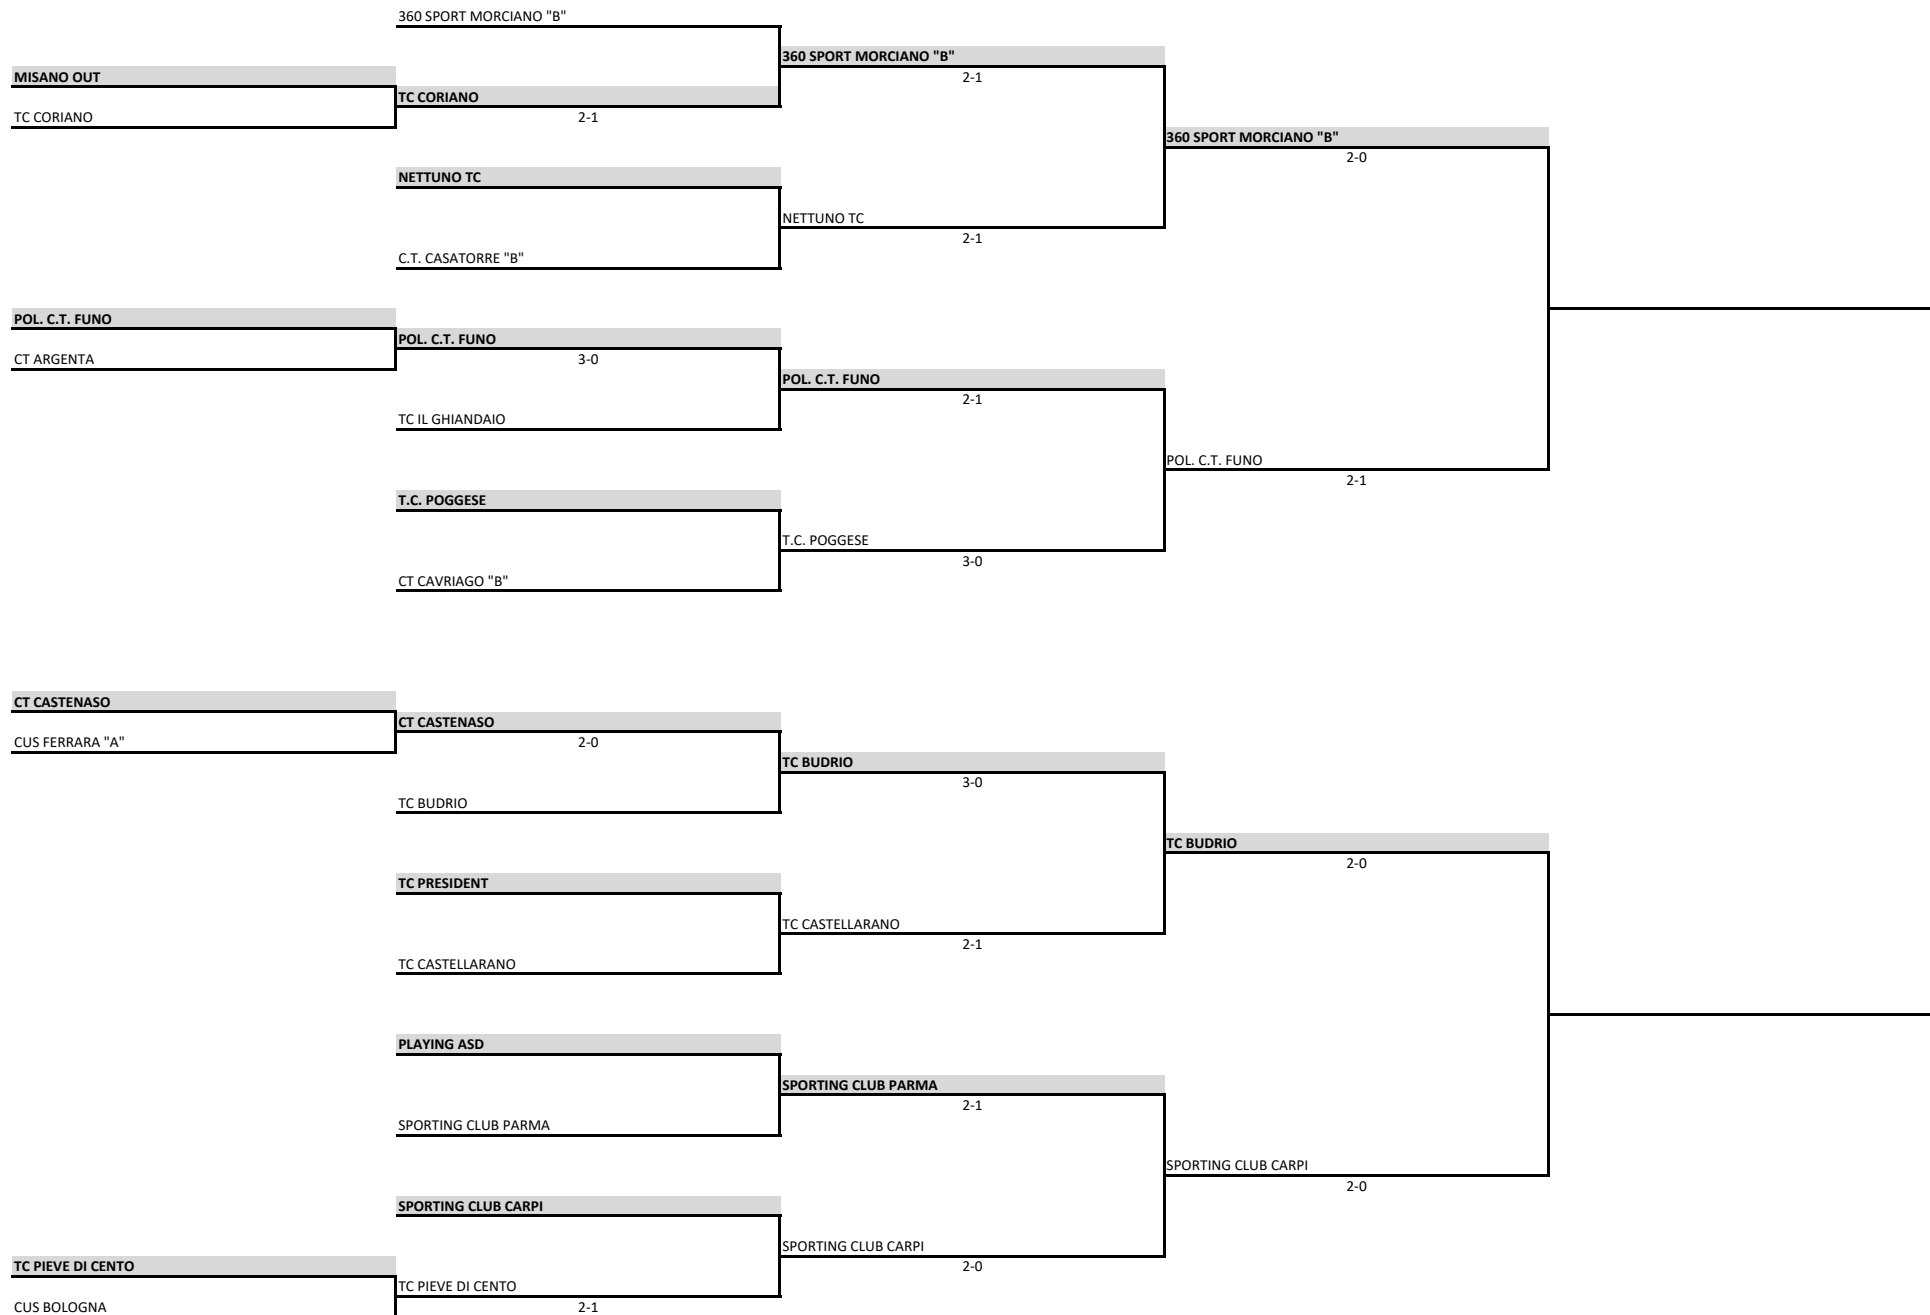 360 SPORT MORCIANO "B"
360 SPORT MORCIANO "B"
MISANO OUT
2-1
TC CORIANO
TC CORIANO
2-1
360 SPORT MORCIANO "B"
2-0
NETTUNO TC
NETTUNO TC
2-1
C.T. CASATORRE "B"
POL. C.T. FUNO
POL. C.T. FUNO
CT ARGENTA
3-0
POL. C.T. FUNO
2-1
TC IL GHIANDAIO
POL. C.T. FUNO
2-1
T.C. POGGESE
T.C. POGGESE
3-0
CT CAVRIAGO "B"
CT CASTENASO
CT CASTENASO
CUS FERRARA "A"
2-0
TC BUDRIO
3-0
TC BUDRIO
TC BUDRIO
2-0
TC PRESIDENT
TC CASTELLARANO
2-1
TC CASTELLARANO
PLAYING ASD
SPORTING CLUB PARMA
2-1
SPORTING CLUB PARMA
SPORTING CLUB CARPI
2-0
SPORTING CLUB CARPI
SPORTING CLUB CARPI
2-0
TC PIEVE DI CENTO
TC PIEVE DI CENTO
CUS BOLOGNA
2-1